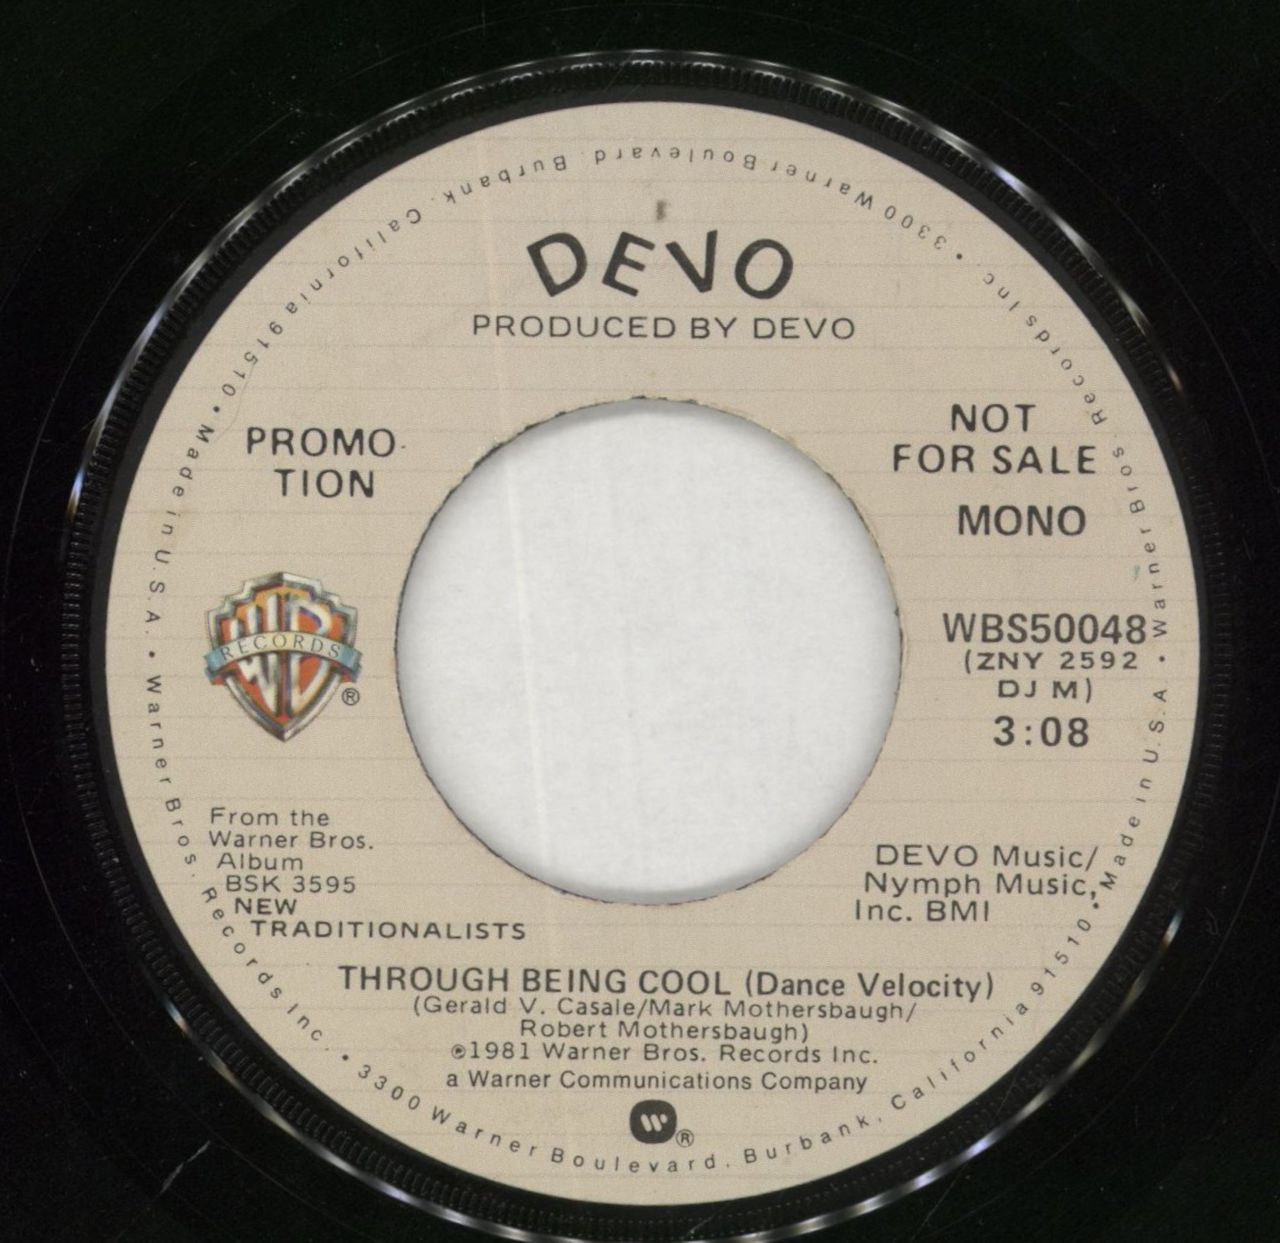 DEVO
PRODUCED BY DEVO
PROMO-
TION
NOT
FOR SALE
MONO
WBS50048
(ZNY 2592
DJ M)
3:08
W B
RECORDS
®
From the
Warner Bros.
Album
BSK 3595
NEW
TRADITIONALISTS
DEVO Music/
Nymph Music,
Inc. BMI
THROUGH BEING COOL (Dance Velocity)
(Gerald V. Casale/Mark Mothersbaugh/
Robert Mothersbaugh)
℗1981 Warner Bros. Records Inc.
a Warner Communications Company
®
Made in U.S.A. • Warner Bros. Records Inc. • 3300 Warner Boulevard, Burbank, California 91510 • Made in U.S.A. • Warner Bros. Records Inc. • 3300 Warner Boulevard, Burbank, California 91510 •